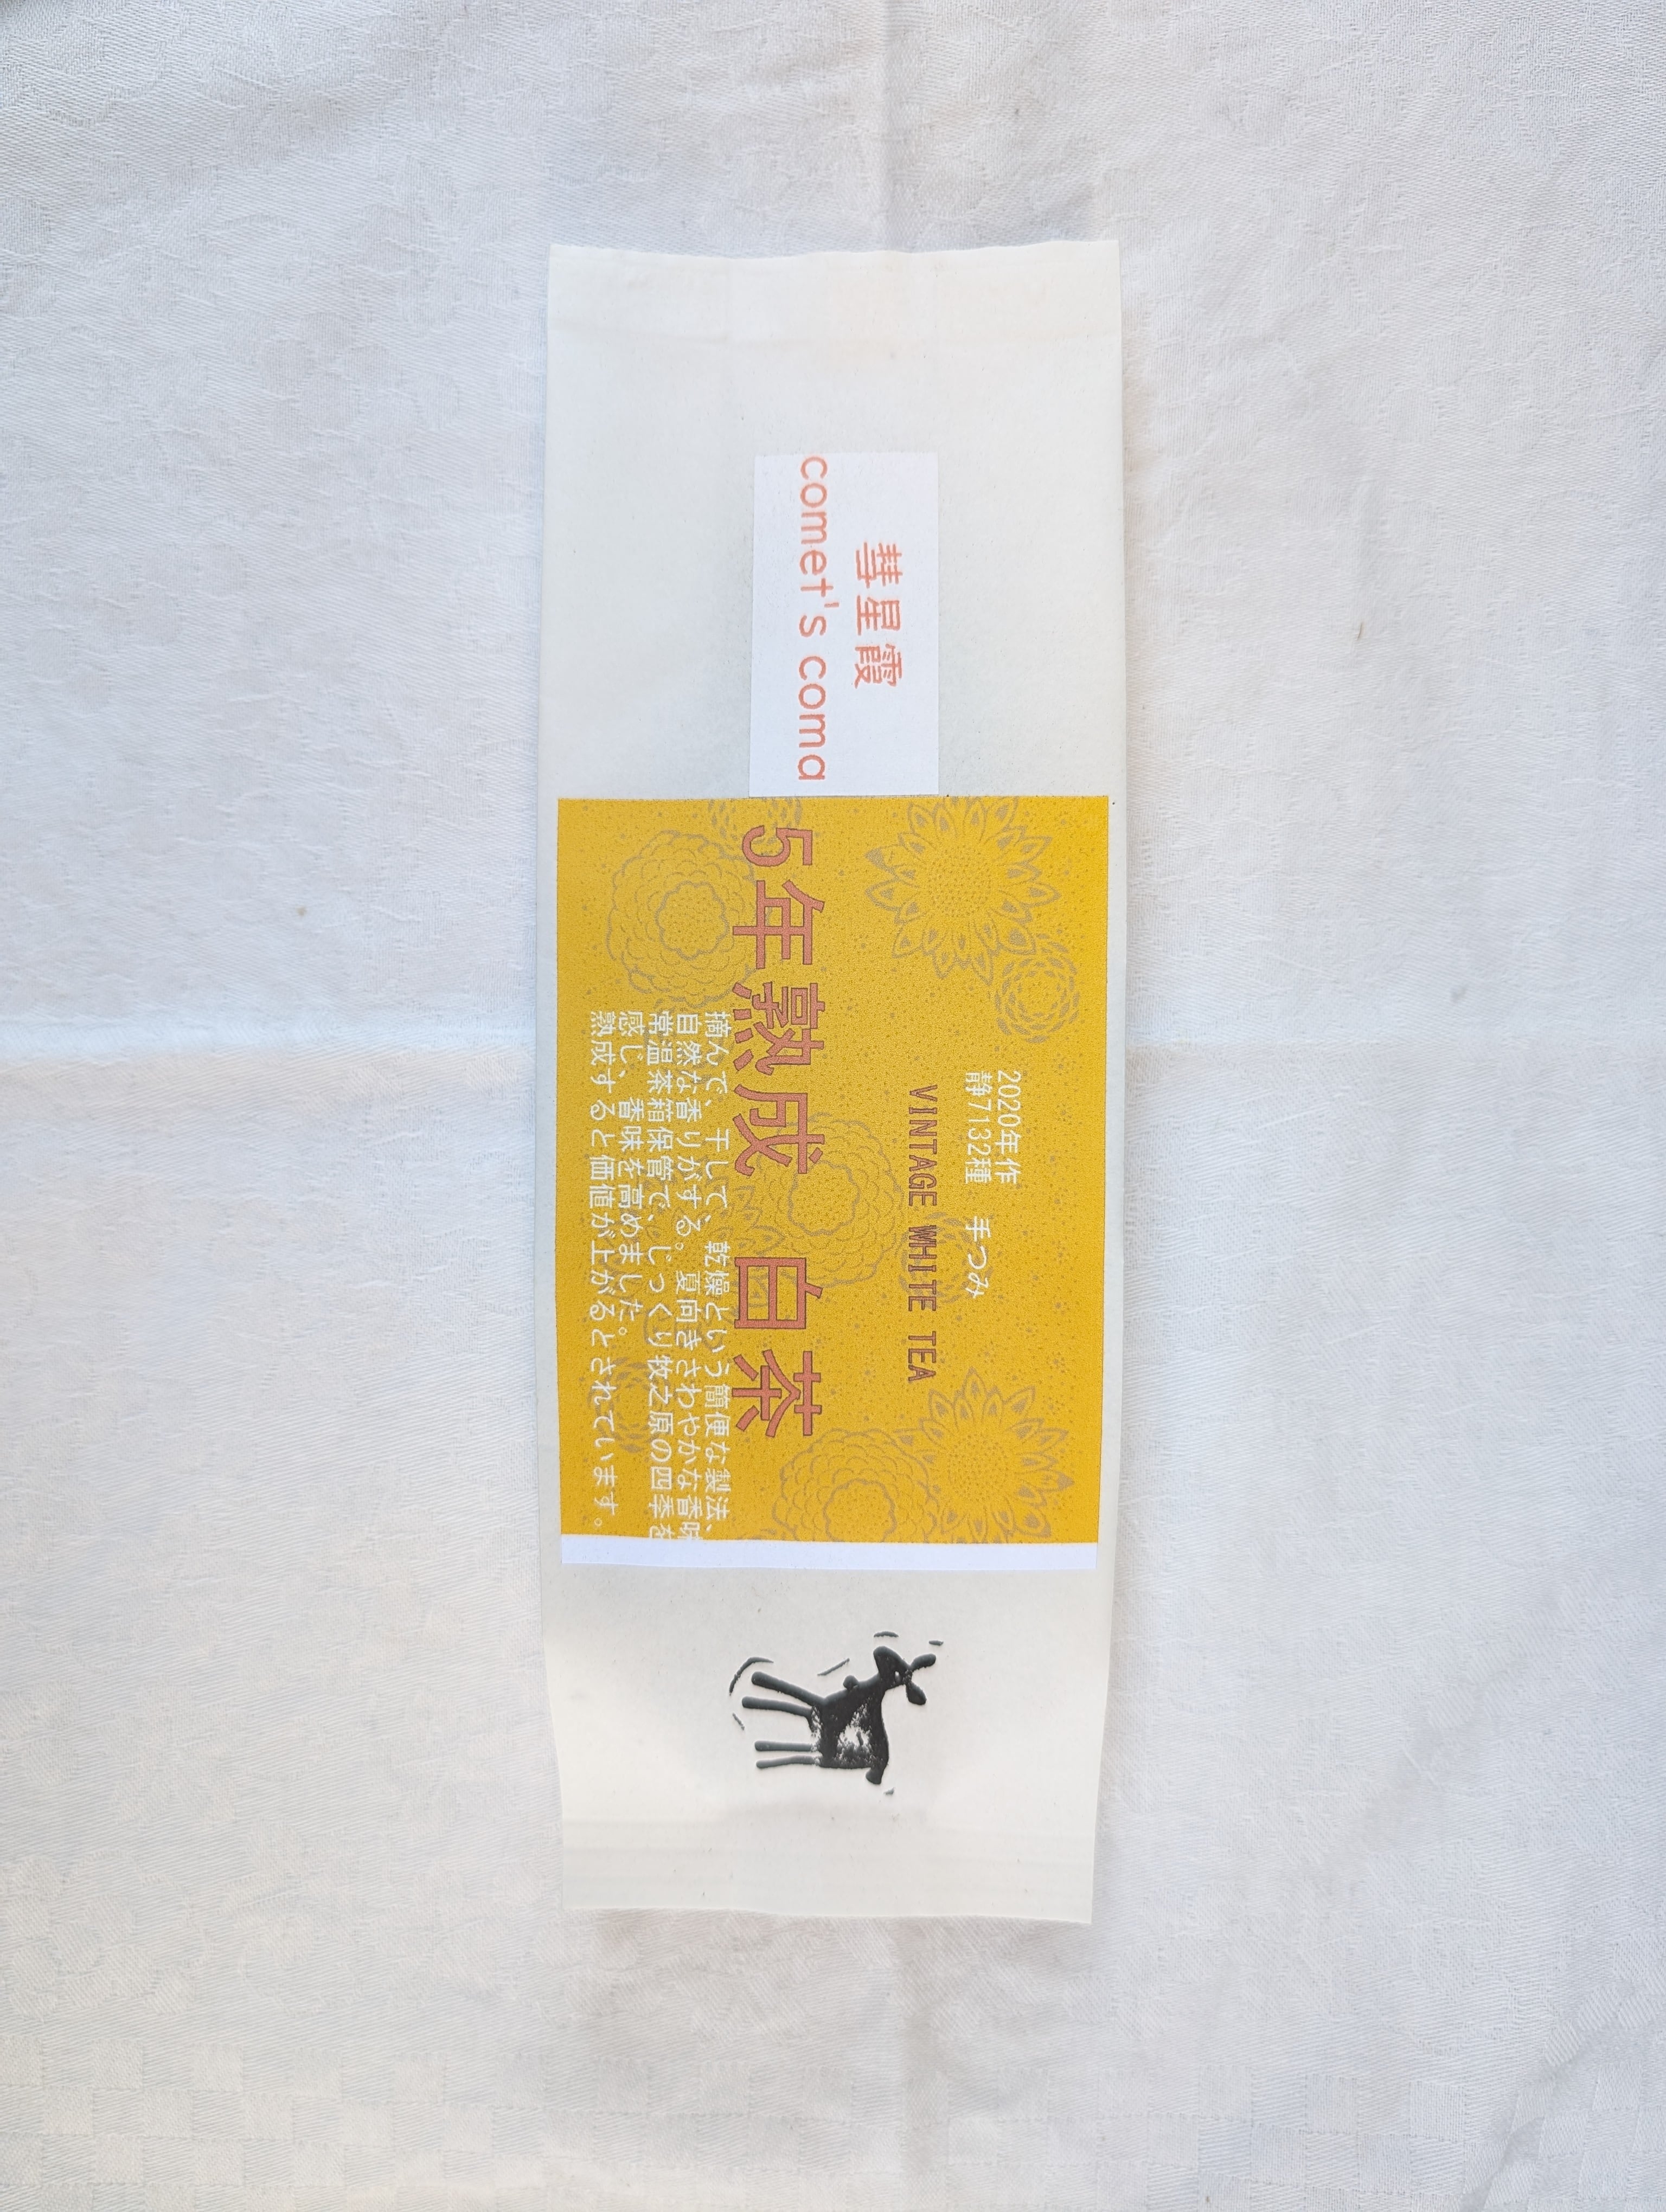 彗星霞
comet's coma
2020年作
静7132種　手つみ
VINTAGE WHITE TEA
5年熟成　白茶
摘んで、干して、乾燥という簡便な製法、
自然な香りがする。夏向きさわやかな香味
常温茶箱保管で、じっくり牧之原の四季を
感じ、香味を高めました。
熟成すると価値が上がるとされています。